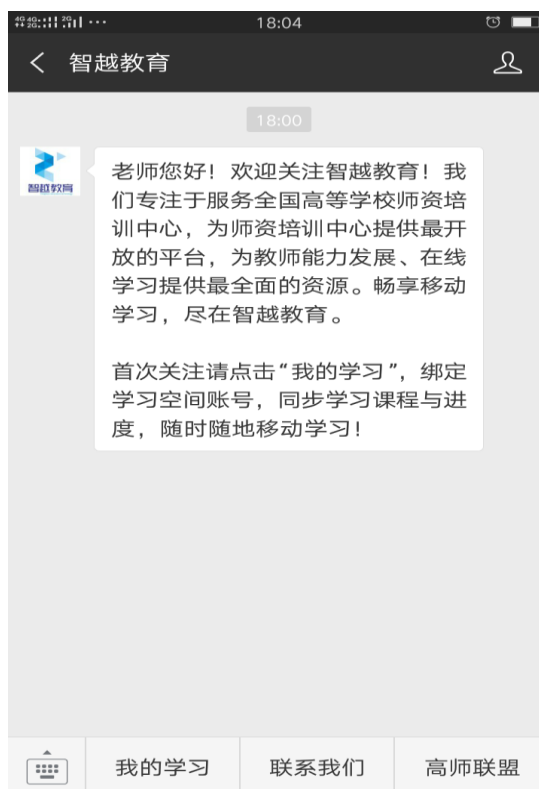 4G 4G 2G
2G 2G
18:04
智越教育
18:00
智越教育
老师您好！欢迎关注智越教育！我
们专注于服务全国高等学校师资培
训中心，为师资培训中心提供最开
放的平台，为教师能力发展、在线
学习提供最全面的资源。畅享移动
学习，尽在智越教育。
首次关注请点击“我的学习”，绑定
学习空间账号，同步学习课程与进
度，随时随地移动学习！
我的学习
联系我们
高师联盟